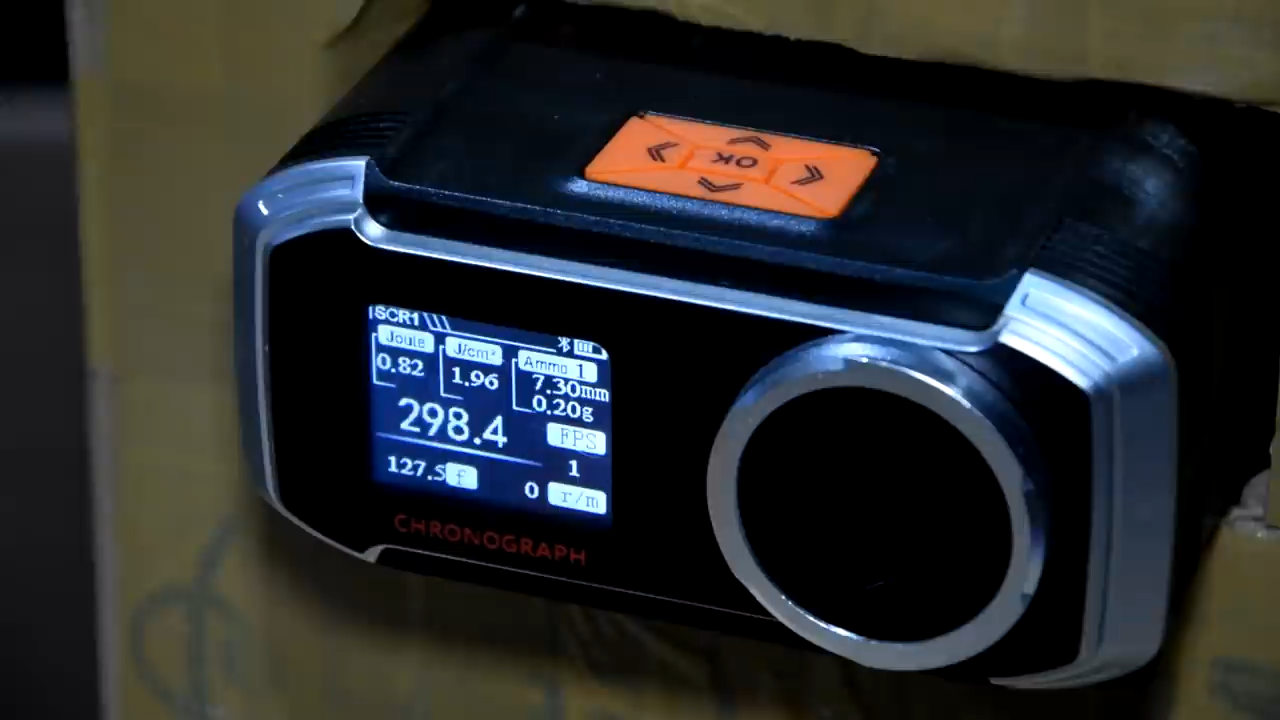 OK
SCR1
Joule
J/cm²
Ammo 1
0.82
1.96
7.30mm
0.20g
298.4
FPS
127.5 f
1
0 r/m
CHRONOGRAPH